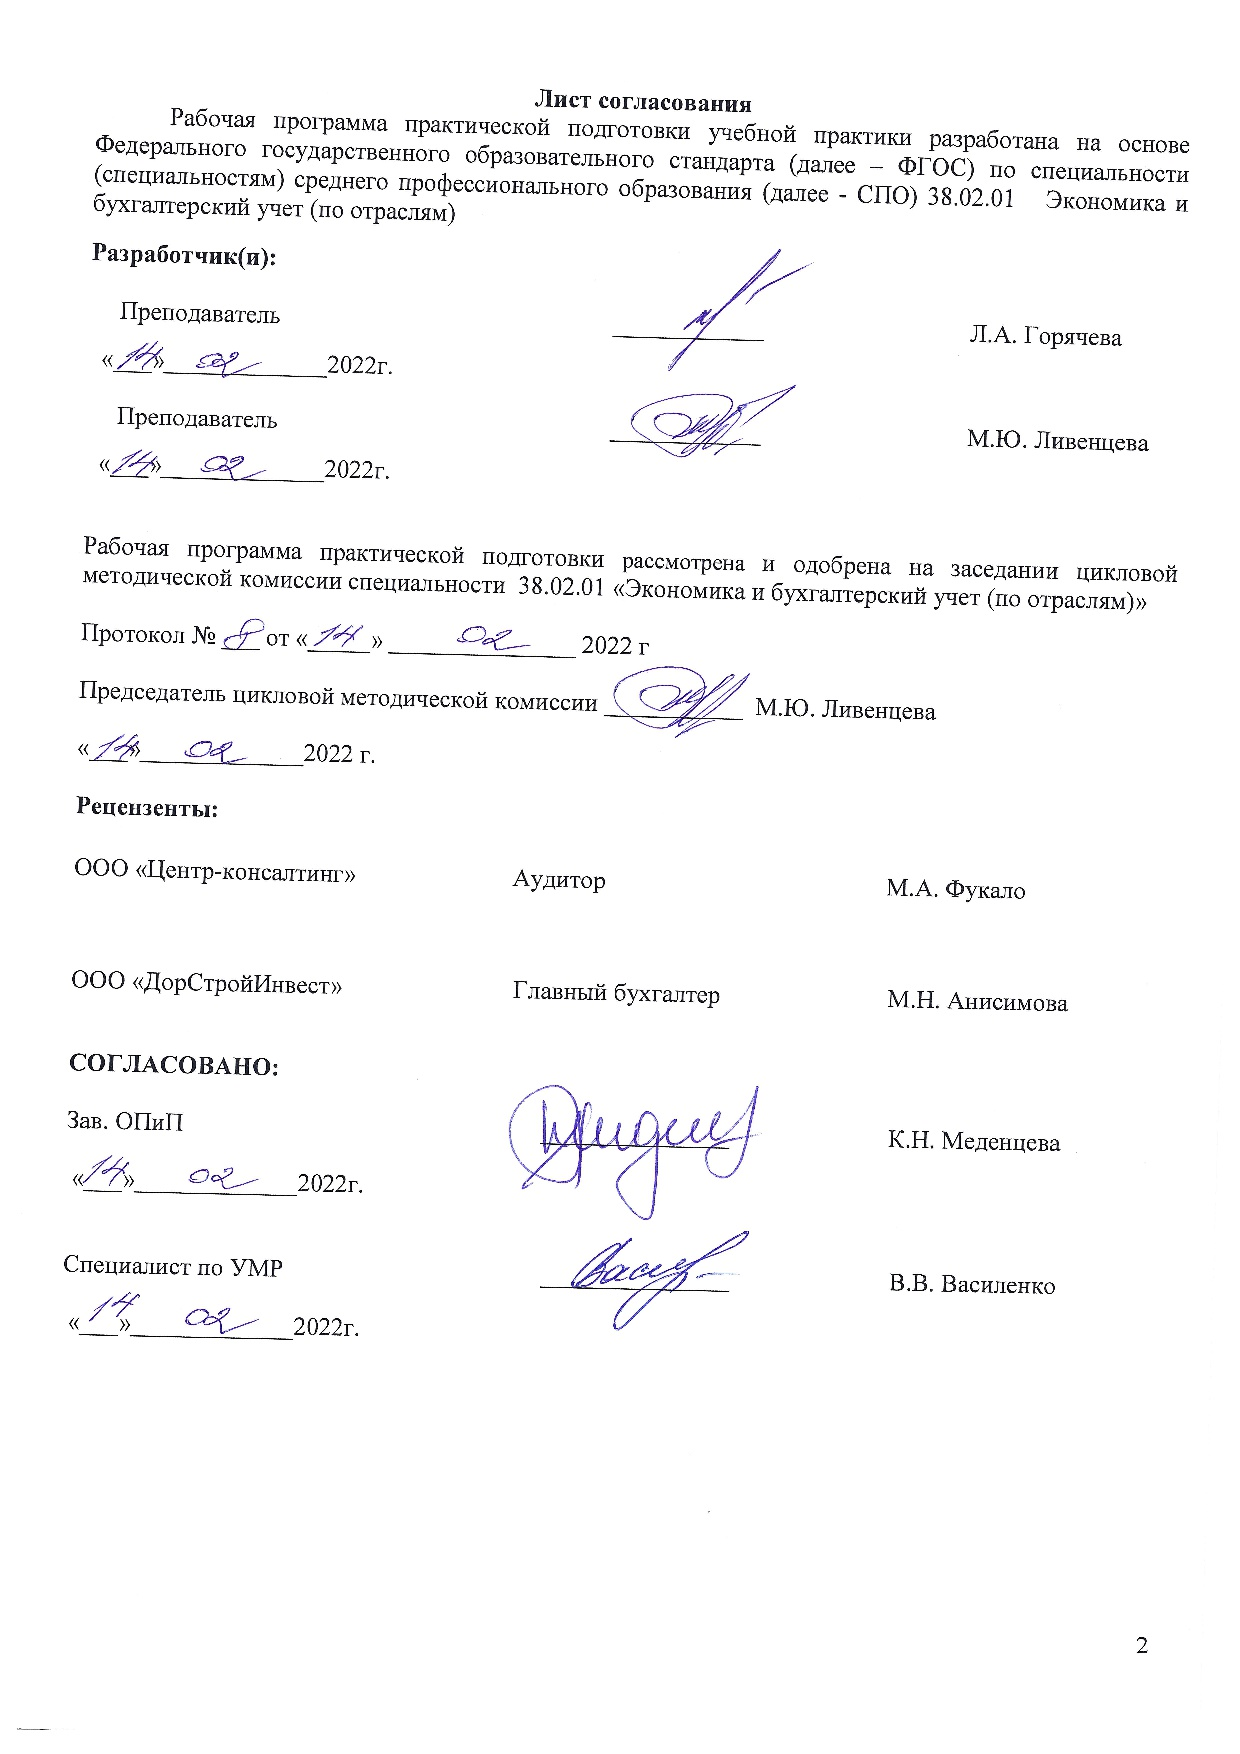 Лист согласования
Рабочая программа практической подготовки учебной практики разработана на основе
Федерального государственного образовательного стандарта (далее – ФГОС) по специальности
(специальностям) среднего профессионального образования (далее - СПО) 38.02.01 Экономика и
бухгалтерский учет (по отраслям)
Разработчик(и):
Преподаватель
Л.А. Горячева
«14» 02 2022г.
Преподаватель
М.Ю. Ливенцева
«14» 02 2022г.
Рабочая программа практической подготовки рассмотрена и одобрена на заседании цикловой
методической комиссии специальности 38.02.01 «Экономика и бухгалтерский учет (по отраслям)»
Протокол № 8 от «14» 02 2022 г
Председатель цикловой методической комиссии М.Ю. Ливенцева
«14» 02 2022 г.
Рецензенты:
ООО «Центр-консалтинг» Аудитор М.А. Фукало
ООО «ДорСтройИнвест» Главный бухгалтер М.Н. Анисимова
СОГЛАСОВАНО:
Зав. ОПиП К.Н. Меденцева
«14» 02 2022г.
Специалист по УМР В.В. Василенко
«14» 02 2022г.
2